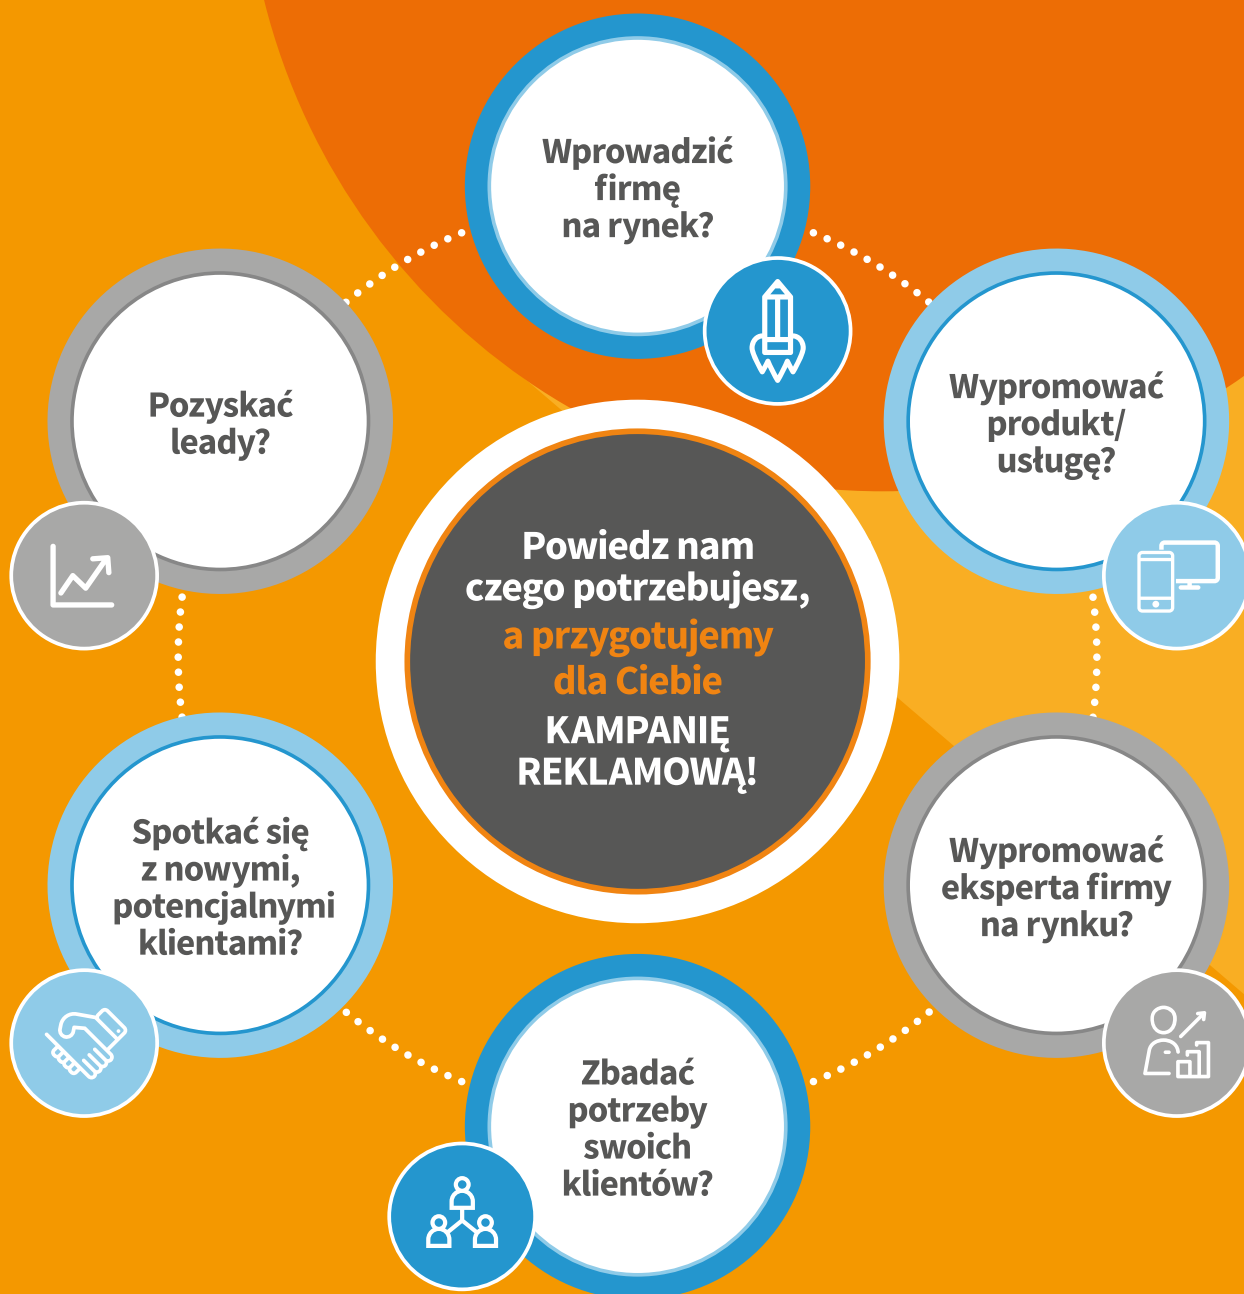 Wprowadzić
firmę
na rynek?
Pozyskać
leady?
Wypromować
produkt/
usługę?
Powiedz nam
czego potrzebujesz,
a przygotujemy
dla Ciebie
KAMPANIĘ
REKLAMOWĄ!
Spotkać się
z nowymi,
potencjalnymi
klientami?
Wypromować
eksperta firmy
na rynku?
Zbadać
potrzeby
swoich
klientów?